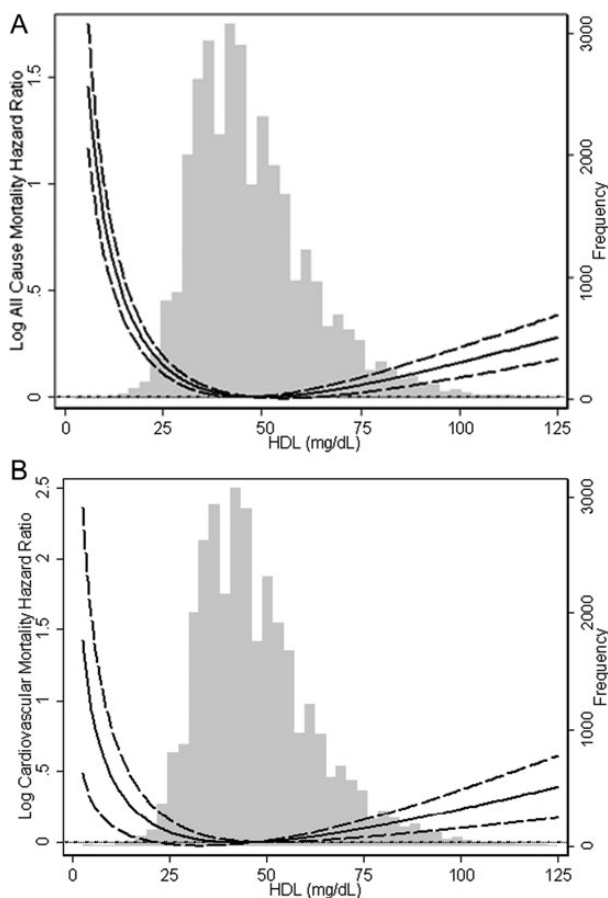 A
Log All Cause Mortality Hazard Ratio
1.5
1
.5
0
3000
2000
1000
0
Frequency
0 25 50 75 100 125
HDL (mg/dL)
B
Log Cardiovascular Mortality Hazard Ratio
2.5
2
1.5
1
.5
0
3000
2000
1000
0
Frequency
0 25 50 75 100 125
HDL (mg/dL)